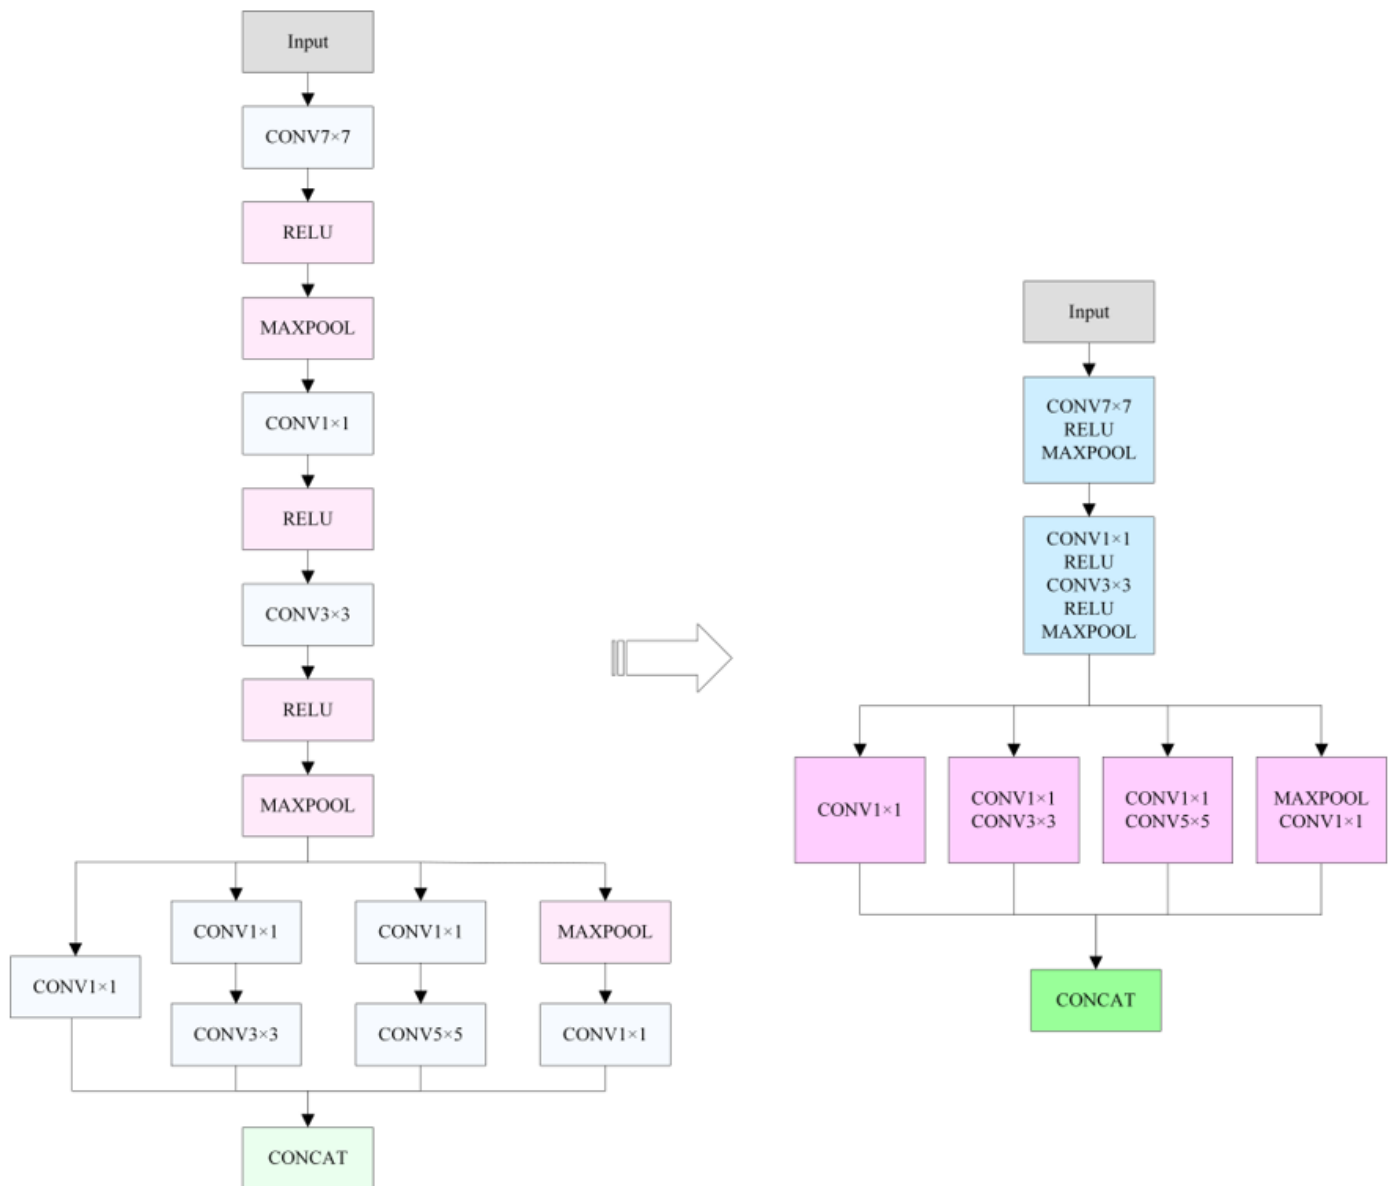 Input
CONV7×7
RELU
MAXPOOL
CONV1×1
RELU
CONV3×3
RELU
MAXPOOL
CONV1×1
CONV1×1
MAXPOOL
CONV1×1
CONV3×3
CONV5×5
CONV1×1
CONCAT
Input
CONV7×7
RELU
MAXPOOL
CONV1×1
RELU
CONV3×3
RELU
MAXPOOL
CONV1×1
CONV1×1
CONV3×3
CONV1×1
CONV5×5
MAXPOOL
CONV1×1
CONCAT